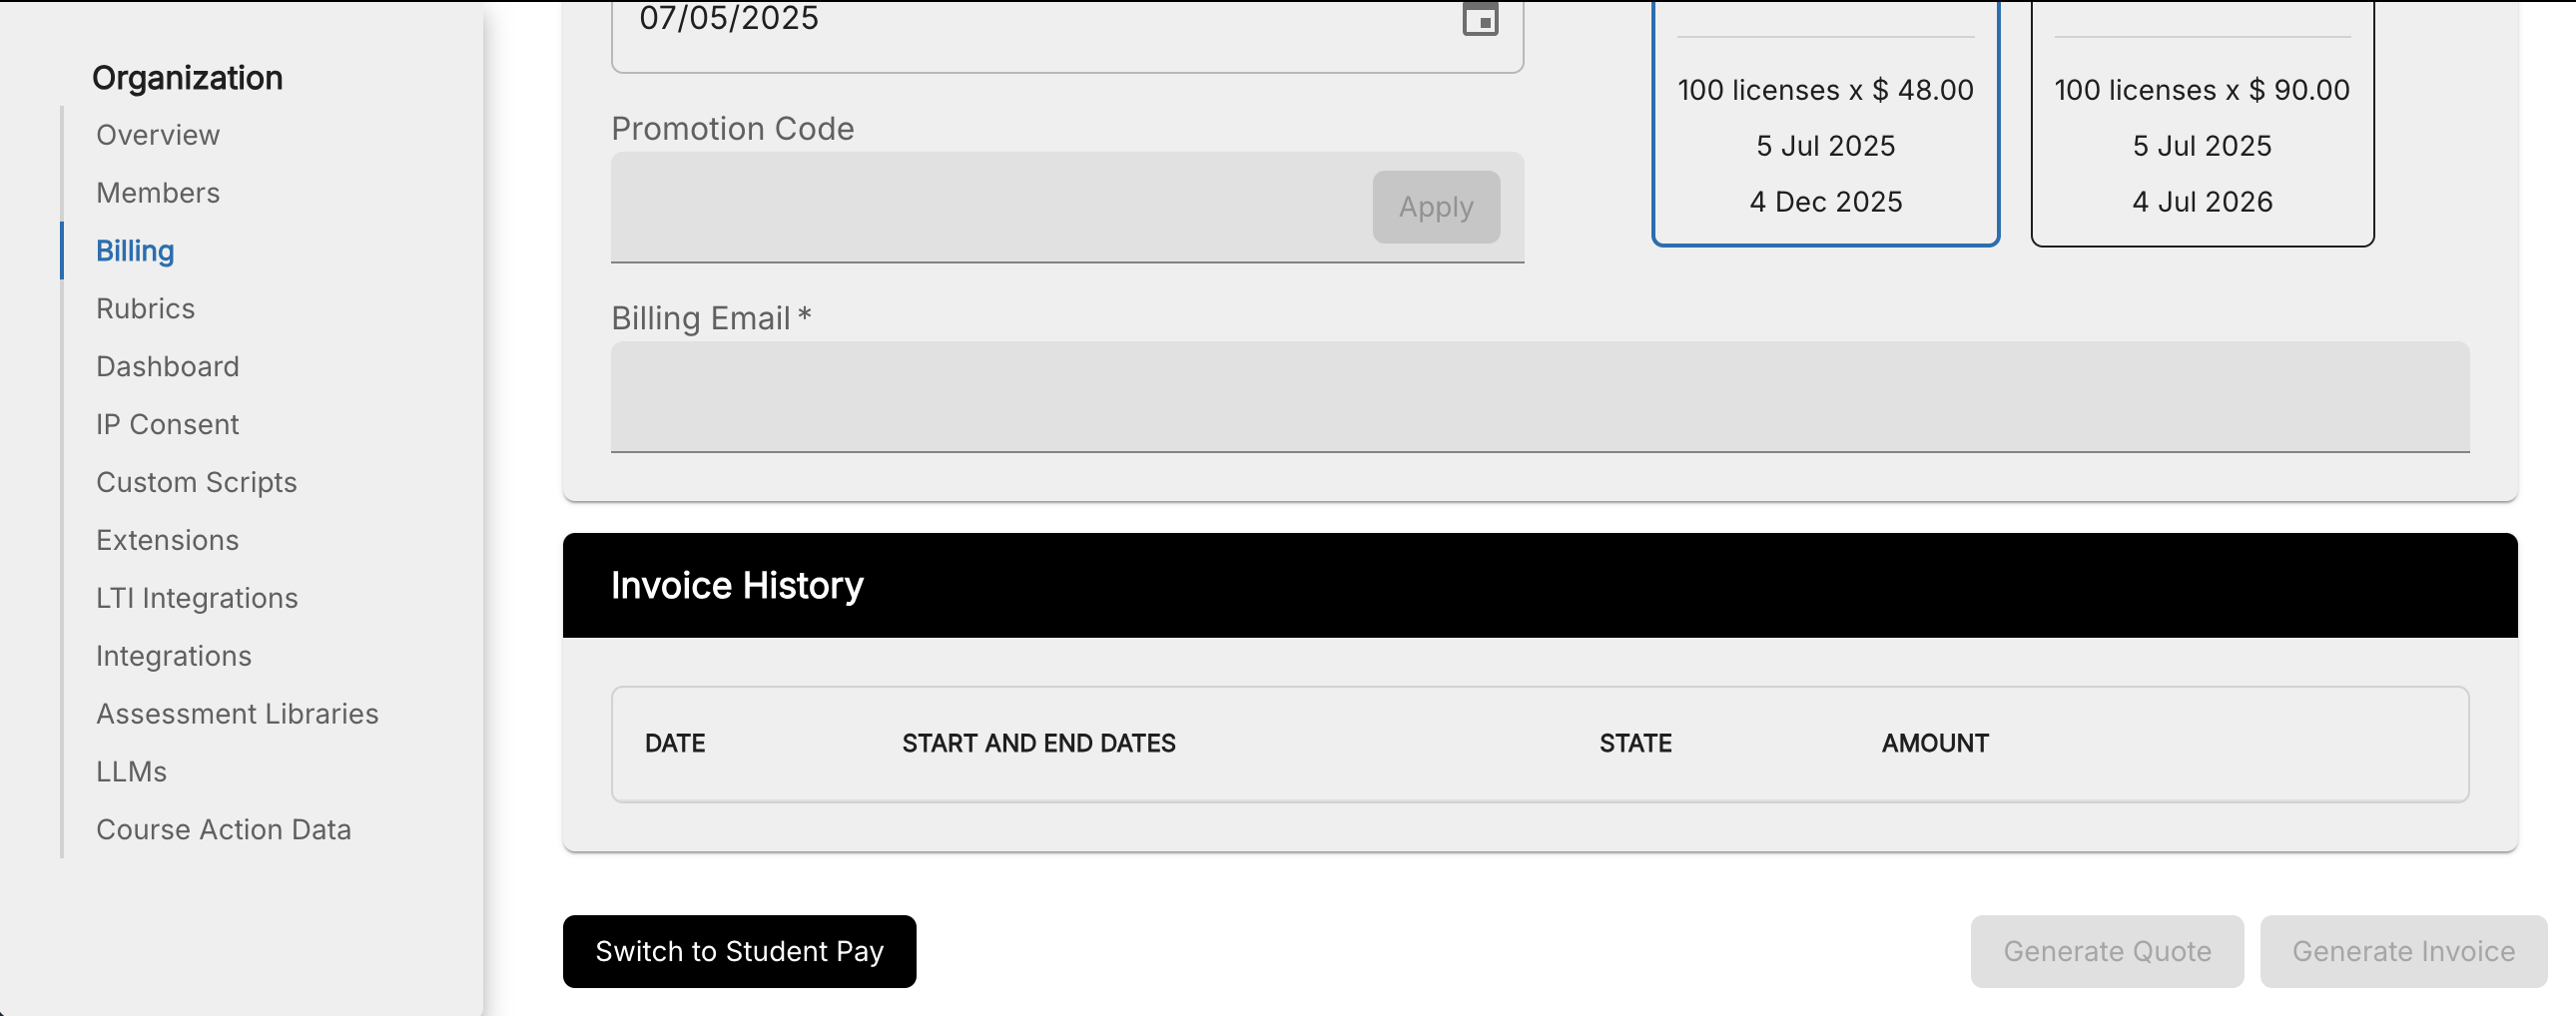 Organization
Overview
Members
Billing
Rubrics
Dashboard
IP Consent
Custom Scripts
Extensions
LTI Integrations
Integrations
Assessment Libraries
LLMs
Course Action Data
07/05/2025
Promotion Code
Apply
100 licenses x $ 48.00
5 Jul 2025
4 Dec 2025
100 licenses x $ 90.00
5 Jul 2025
4 Jul 2026
Billing Email *
Invoice History
DATE START AND END DATES STATE AMOUNT
Switch to Student Pay
Generate Quote
Generate Invoice